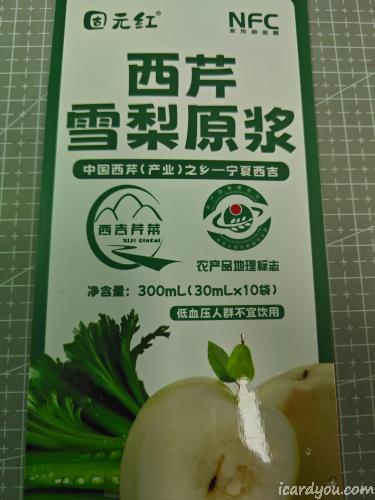 固元红®
NFC
西芹
雪梨原浆
中国西芹(产业)之乡—宁夏西吉
西吉芹菜
XiJi QinCai
农产品地理标志
净含量：300mL(30mL×10袋)
低血压人群不宜饮用
icardyou.com